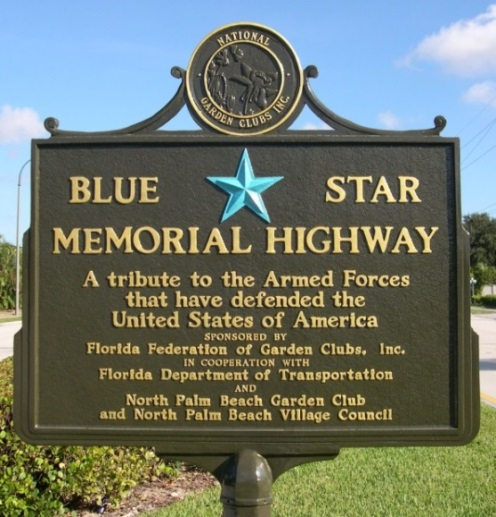 NATIONAL
GARDEN CLUBS INC.
BLUE STAR
MEMORIAL HIGHWAY
A tribute to the Armed Forces
that have defended the
United States of America
SPONSORED BY
Florida Federation of Garden Clubs, Inc.
IN COOPERATION WITH
Florida Department of Transportation
AND
North Palm Beach Garden Club
and North Palm Beach Village Council